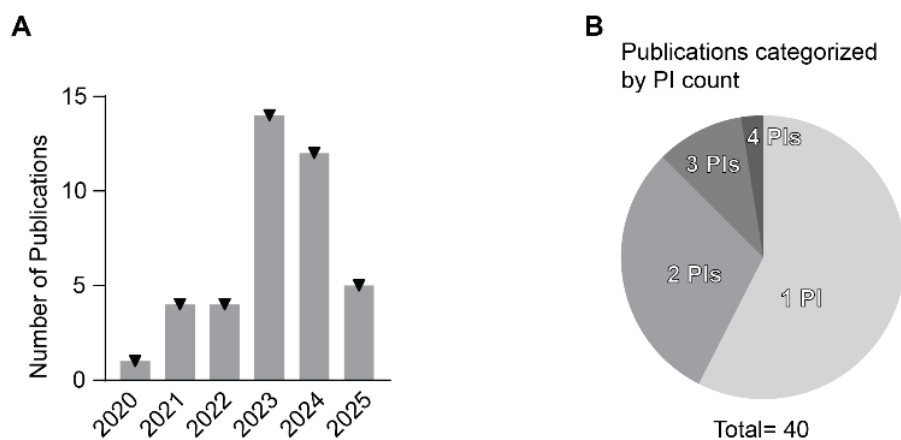 A
Number of Publications
15
10
5
0
2020
2021
2022
2023
2024
2025
B
Publications categorized
by PI count
4 PIs
3 PIs
2 PIs
1 PI
Total= 40